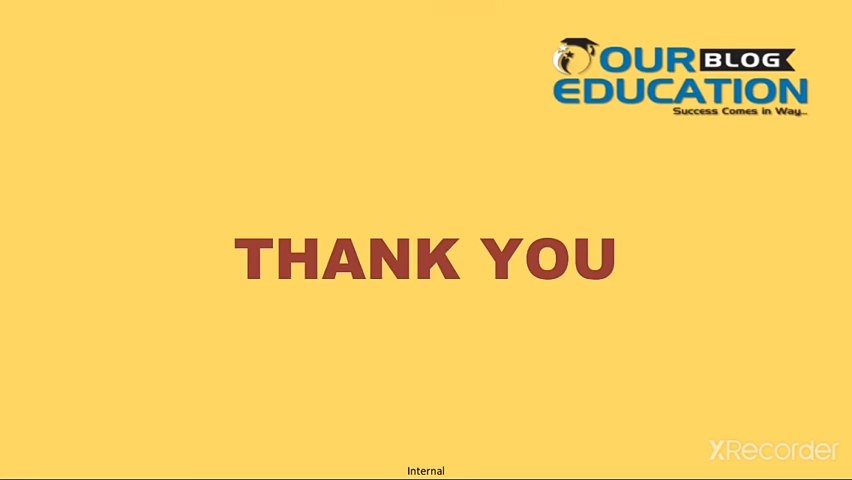 OUR BLOG
EDUCATION
Success Comes in Way...
THANK YOU
XRecorder
Internal